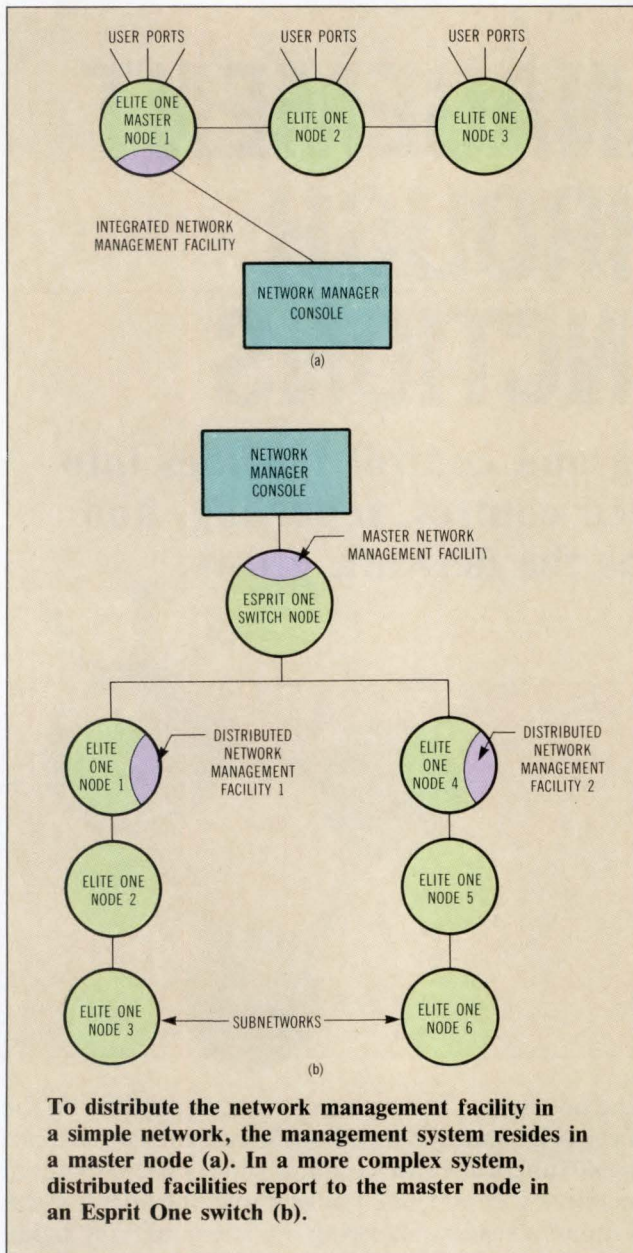 USER PORTS
USER PORTS
USER PORTS
ELITE ONE
MASTER
NODE 1
ELITE ONE
NODE 2
ELITE ONE
NODE 3
INTEGRATED NETWORK
MANAGEMENT FACILITY
NETWORK MANAGER
CONSOLE
(a)
NETWORK
MANAGER
CONSOLE
MASTER NETWORK
MANAGEMENT FACILITY
ESPRIT ONE
SWITCH NODE
ELITE
ONE
NODE 1
DISTRIBUTED
NETWORK
MANAGEMENT
FACILITY 1
ELITE
ONE
NODE 4
DISTRIBUTED
NETWORK
MANAGEMENT
FACILITY 2
ELITE ONE
NODE 2
ELITE ONE
NODE 5
ELITE ONE
NODE 3
SUBNETWORKS
ELITE ONE
NODE 6
(b)
To distribute the network management facility in
a simple network, the management system resides in
a master node (a). In a more complex system,
distributed facilities report to the master node in
an Esprit One switch (b).